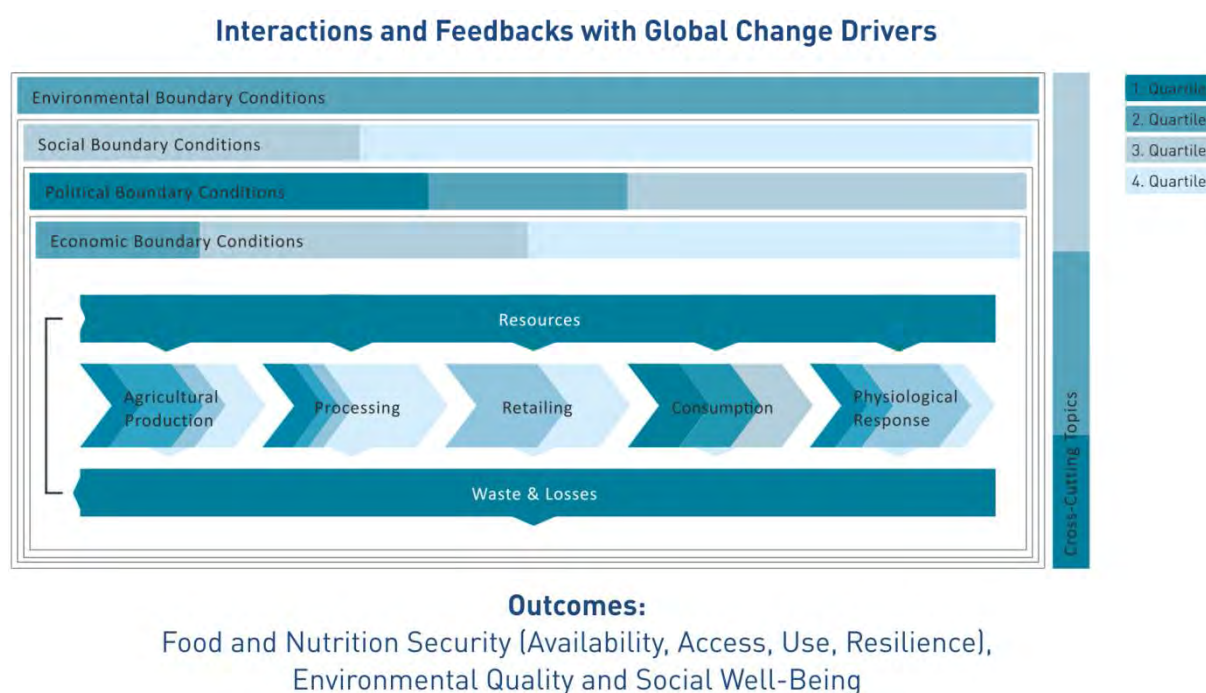 Interactions and Feedbacks with Global Change Drivers
Environmental Boundary Conditions
Social Boundary Conditions
Political Boundary Conditions
Economic Boundary Conditions
Resources
Agricultural
Production
Processing
Retailing
Consumption
Physiological
Response
Waste & Losses
Cross-Cutting Topics
1. Quartile
2. Quartile
3. Quartile
4. Quartile
Outcomes:
Food and Nutrition Security (Availability, Access, Use, Resilience),
Environmental Quality and Social Well-Being